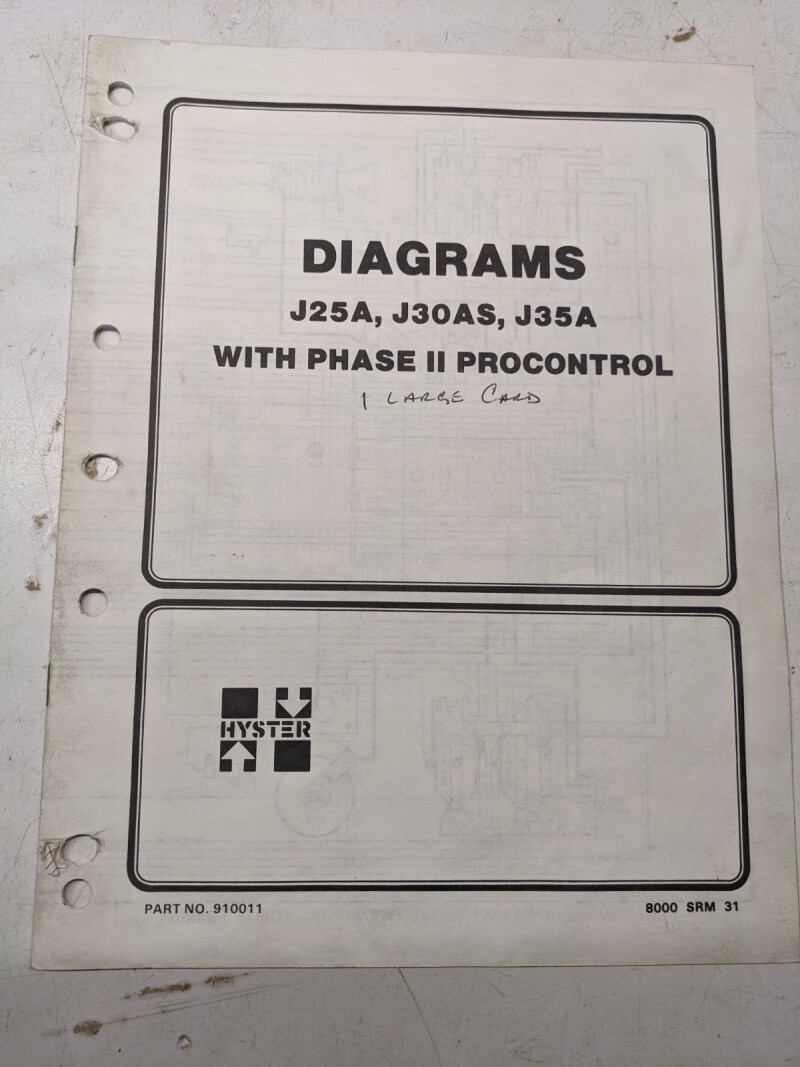 DIAGRAMS
J25A, J30AS, J35A
WITH PHASE II PROCONTROL
1 LARGE CARD
HYSTER
PART NO. 910011
8000 SRM 31